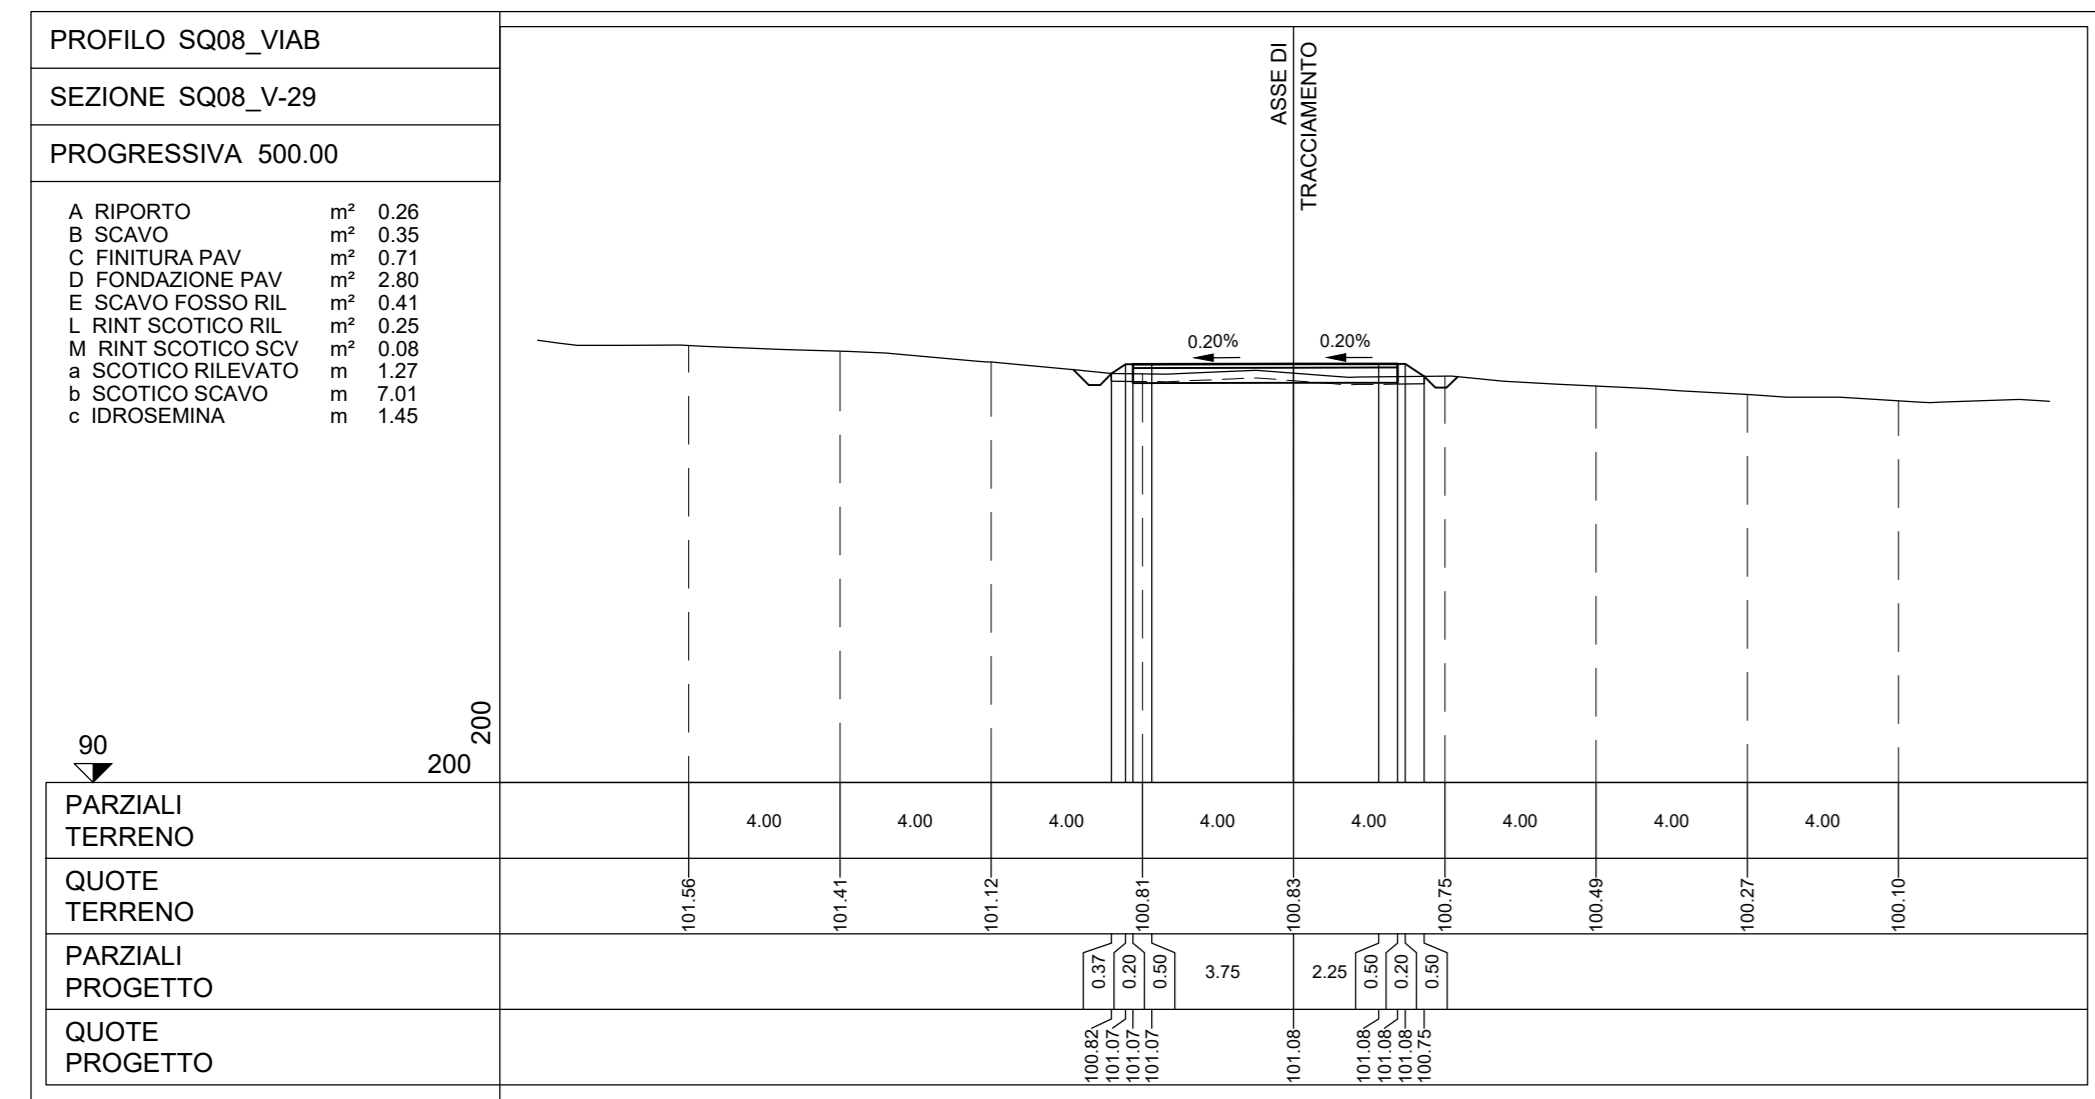 PROFILO SQ08_VIAB
SEZIONE SQ08_V-29
PROGRESSIVA 500.00
A RIPORTO m² 0.26
B SCAVO m² 0.35
C FINITURA PAV m² 0.71
D FONDAZIONE PAV m² 2.80
E SCAVO FOSSO RIL m² 0.41
L RINT SCOTICO RIL m² 0.25
M RINT SCOTICO SCV m² 0.08
a SCOTICO RILEVATO m 1.27
b SCOTICO SCAVO m 7.01
c IDROSEMINA m 1.45
ASSE DI
TRACCIAMENTO
0.20% 0.20%
90
200
200
PARZIALI
TERRENO
4.00 4.00 4.00 4.00 4.00 4.00 4.00 4.00
QUOTE
TERRENO
101.56 101.41 101.12 100.81 100.83 100.75 100.49 100.27 100.10
PARZIALI
PROGETTO
0.37 0.20 0.50 3.75 2.25 0.50 0.20 0.50
QUOTE
PROGETTO
100.82 101.07 101.07 101.07 101.08 101.08 101.08 101.08 100.75